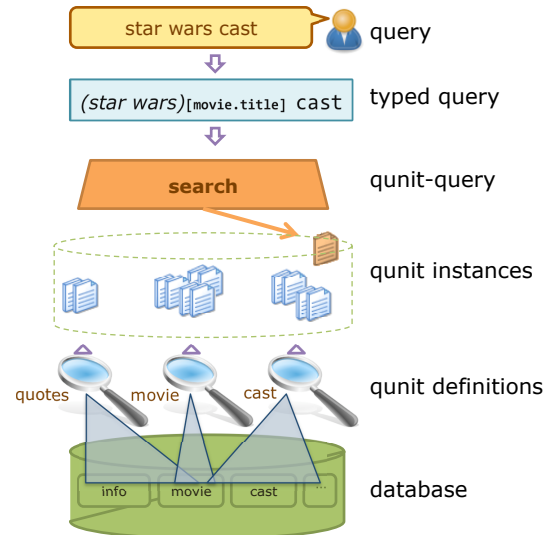 star wars cast
query
(star wars)[movie.title] cast
typed query
search
qunit-query
qunit instances
quotes
movie
cast
qunit definitions
info
movie
cast
...
database